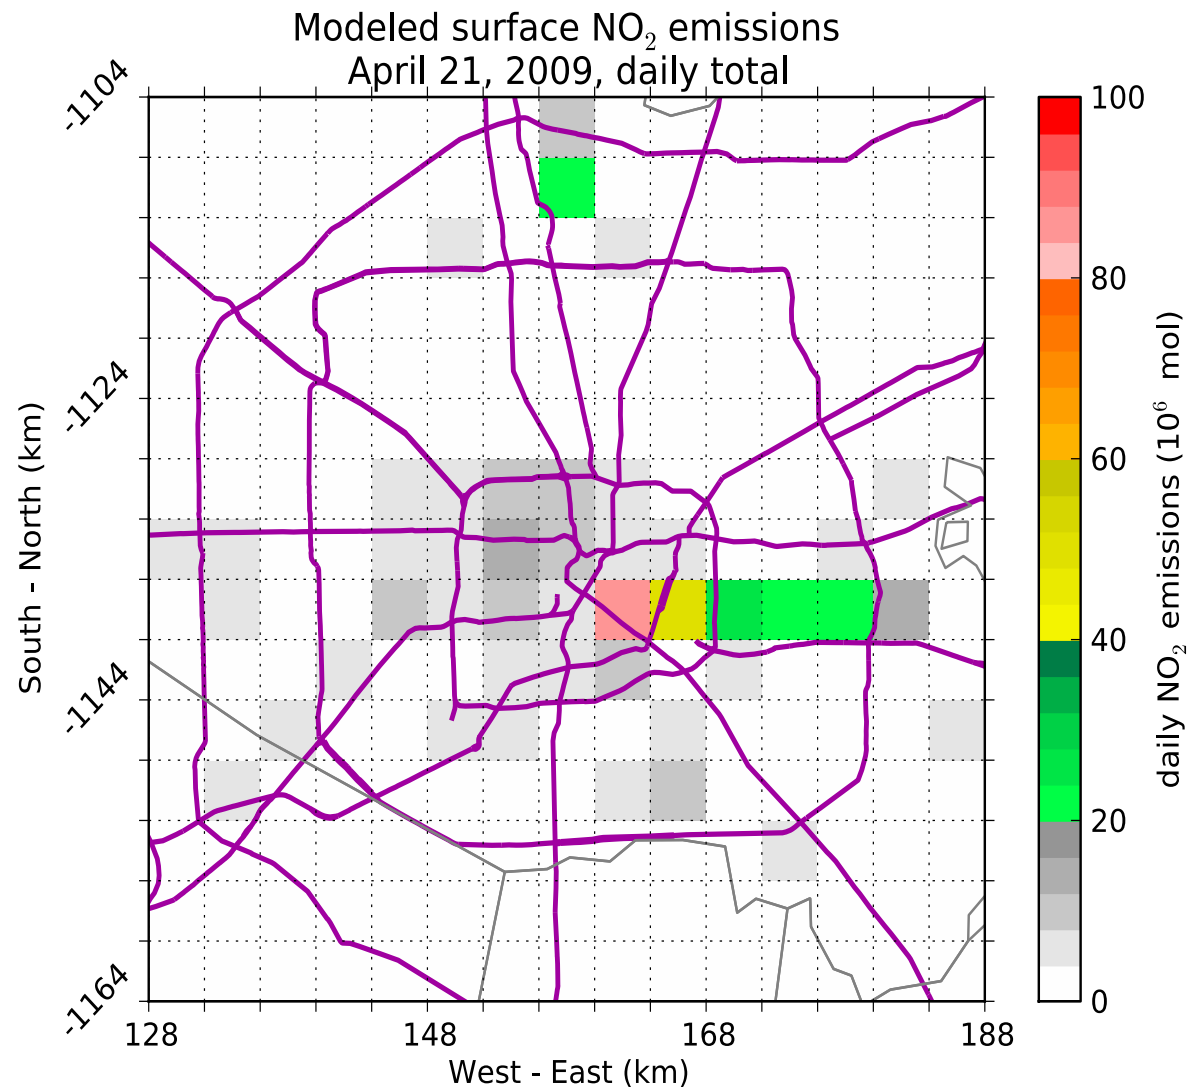 Modeled surface NO₂ emissions
April 21, 2009, daily total
-1104
-1124
-1144
-1164
South - North (km)
128 148 168 188
West - East (km)
100
80
60
40
20
0
daily NO₂ emissions (10⁶ mol)